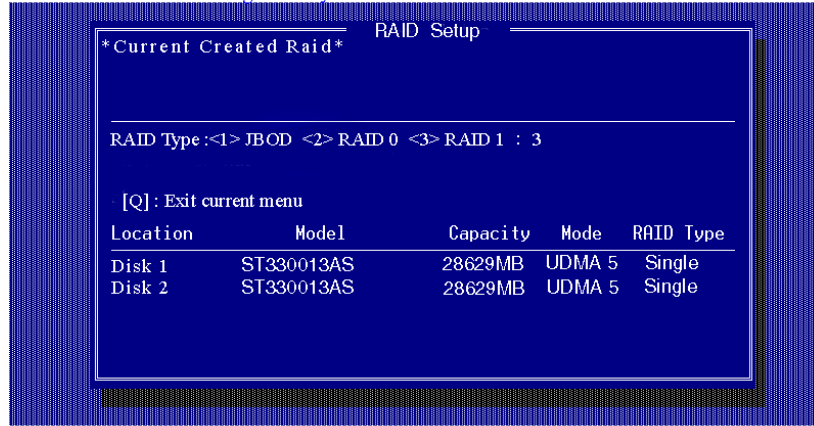 RAID Setup
*Current Created Raid*
RAID Type :<1> JBOD <2> RAID 0 <3> RAID 1 : 3
[Q] : Exit current menu
Location Model Capacity Mode RAID Type
Disk 1 ST330013AS 28629MB UDMA 5 Single
Disk 2 ST330013AS 28629MB UDMA 5 Single